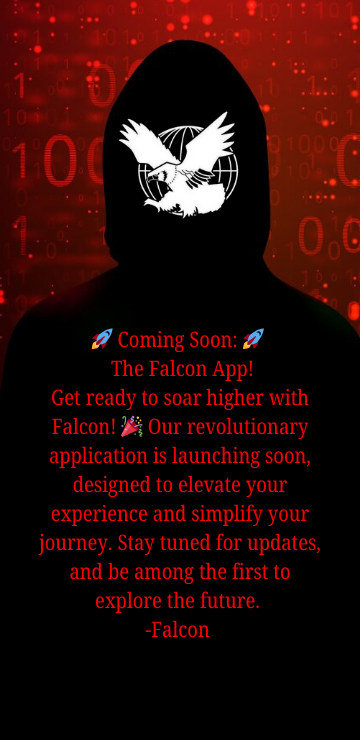 🚀 Coming Soon: 🚀
The Falcon App!
Get ready to soar higher with
Falcon! 🎉 Our revolutionary
application is launching soon,
designed to elevate your
experience and simplify your
journey. Stay tuned for updates,
and be among the first to
explore the future.
-Falcon